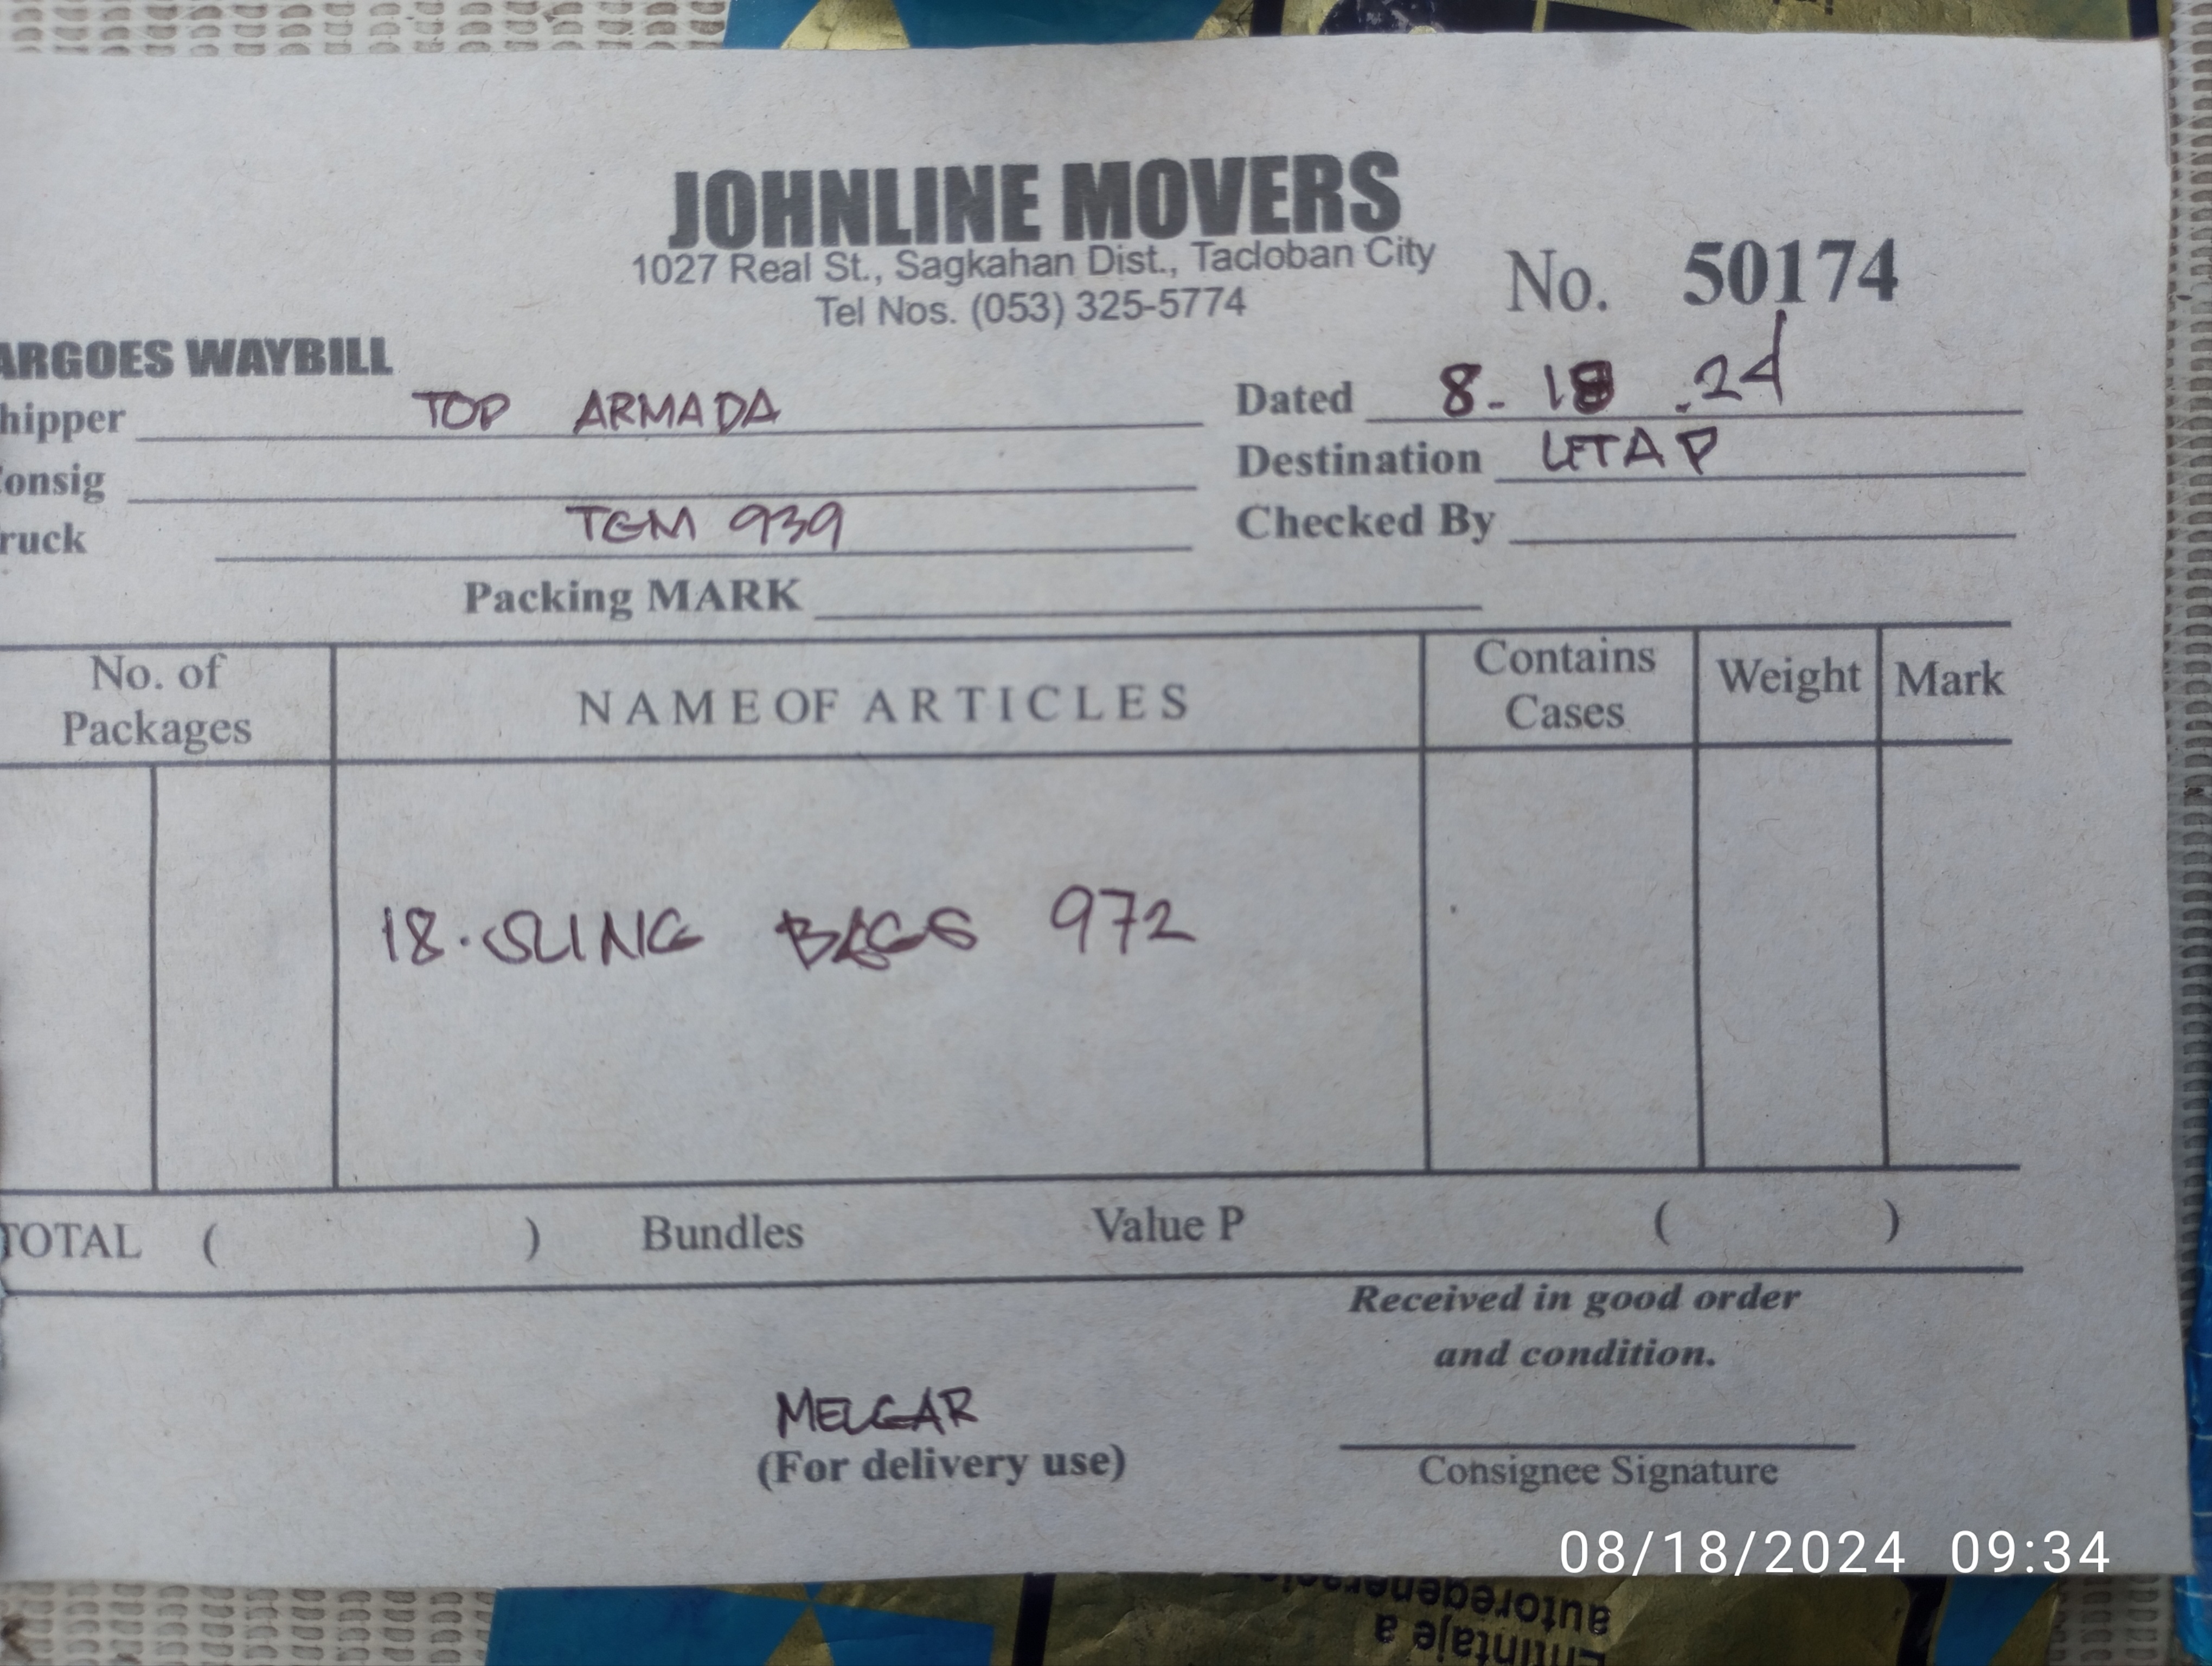 JOHNLINE MOVERS
1027 Real St., Sagkahan Dist., Tacloban City
Tel Nos. (053) 325-5774
No. 50174
ARGOES WAYBILL
hipper TOP ARMADA
Dated 8-18.24
onsig
Destination
ruck TGM 939
Checked By
Packing MARK
No. of Packages NAME OF ARTICLES Contains Cases Weight Mark
18. SLING BAGS 972
TOTAL ( ) Bundles Value P ( )
Received in good order
and condition.
MELGAR
(For delivery use)
Consignee Signature
08/18/2024 09:34
autoregeneración
Entintaje a